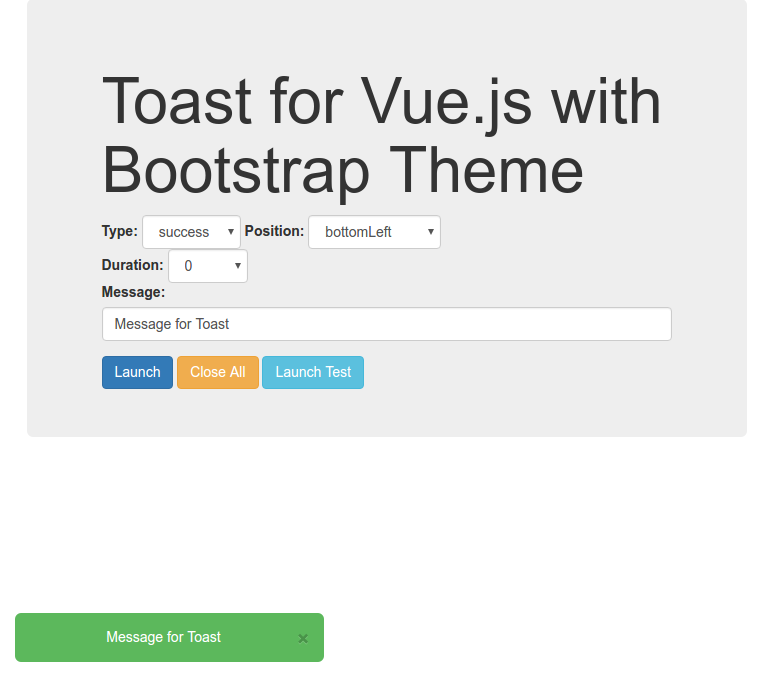 Toast for Vue.js with
Bootstrap Theme
Type: success Position: bottomLeft
Duration: 0
Message:
Message for Toast
Launch Close All Launch Test
Message for Toast ×